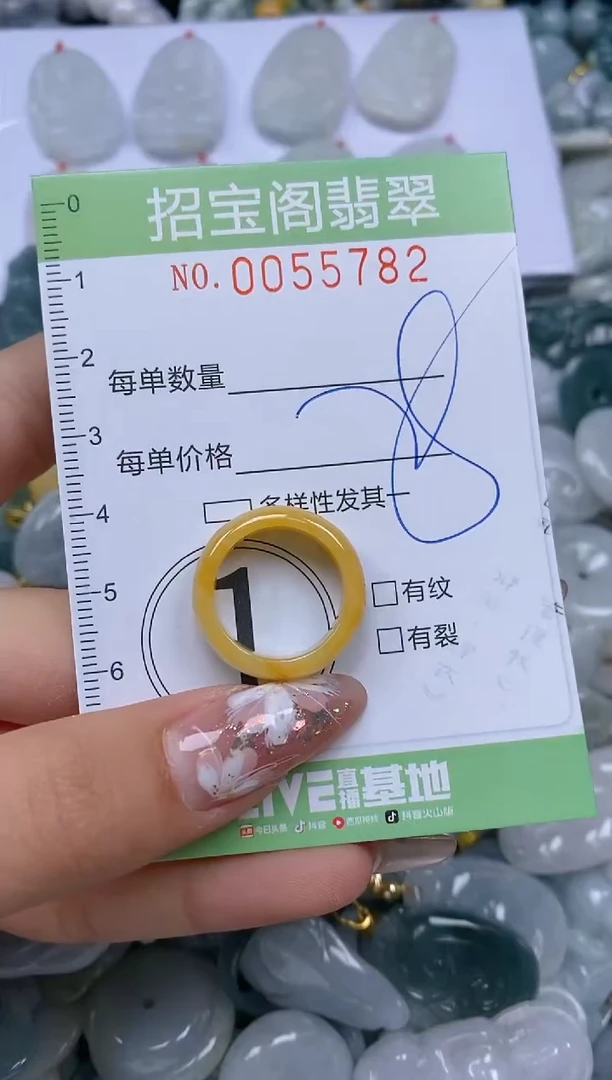 招宝阁翡翠
NO.0055782
0
1
2
3
4
5
6
每单数量
每单价格
多样性发其一
1
有纹
有裂
LIVE直播基地
今日头条 抖音 西瓜视频 抖音火山版